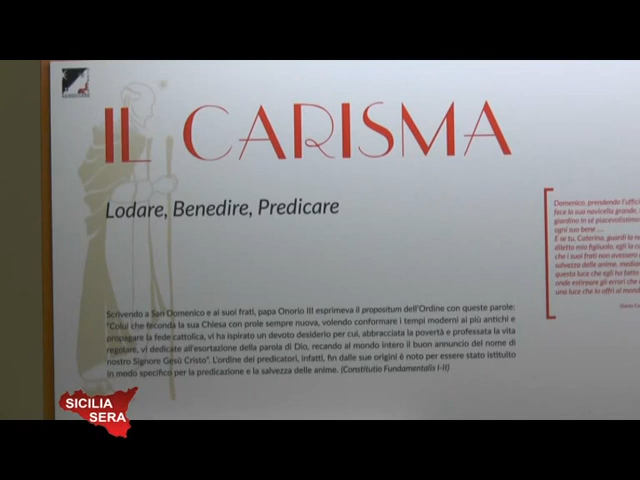 IL CARISMA
Lodare, Benedire, Predicare
Scrivendo a San Domenico e ai suoi frati, papa Onorio III esprimeva il propositum dell'Ordine con queste parole:
"Colui che feconda la sua Chiesa con prole sempre nuova, volendo conformare i tempi moderni ai più antichi e
propagare la fede cattolica, vi ha ispirato un devoto desiderio per cui, abbracciata la povertà e professata la vita
regolare, vi dedicate all'esortazione della parola di Dio, recando al mondo intero il buon annuncio del nome di
nostro Signore Gesù Cristo". L'ordine dei predicatori, infatti, fin dalle sue origini è noto per essere stato istituito
in modo specifico per la predicazione e la salvezza delle anime. (Constitutio Fundamentalis I-II)
Domenico, prendendo l'uffici
face la sua navicella grande,
giardino in sé piacevolissimo
ogni suo bene ...
E se tu, Caterina, guardi la n
diletto mio figliuolo, egli la c
che i suoi frati non avessero
salvezza delle anime, median
questa luce che egli ha fatto
onde estirpare gli errori che
una luce che lo offrì al mond
SICILIA
SERA